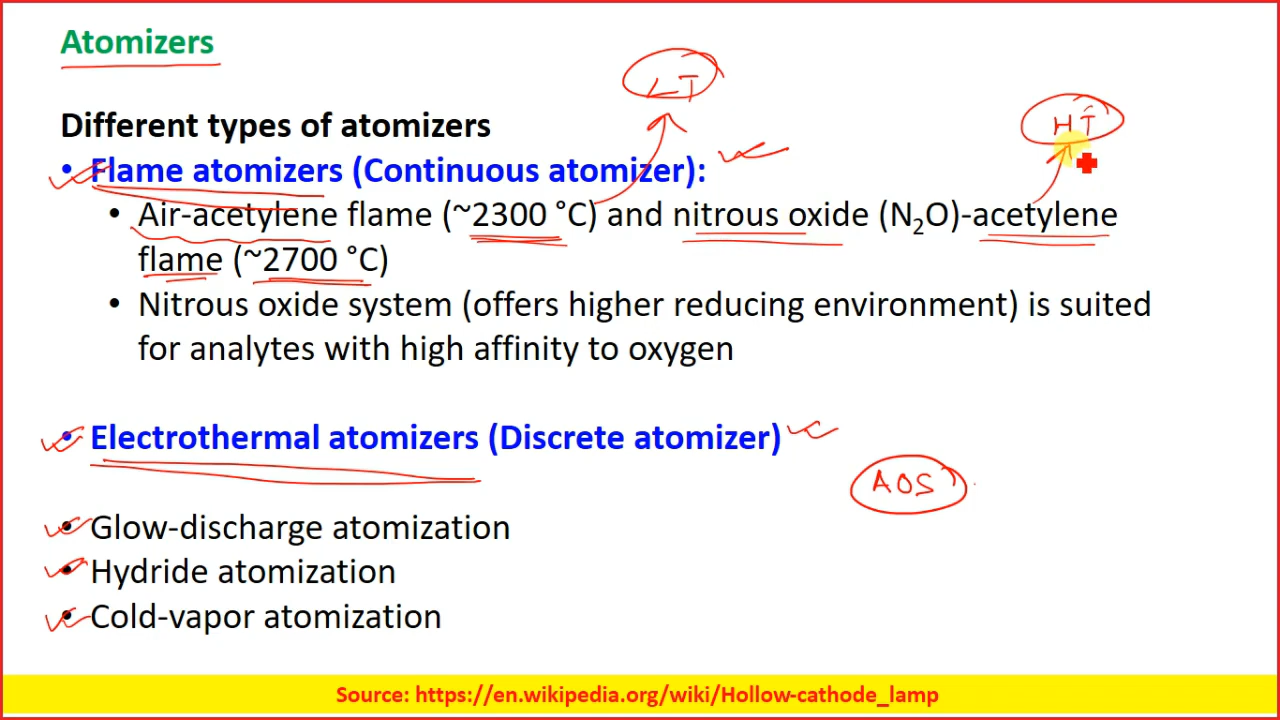 Atomizers
LT
HT
Different types of atomizers
• Flame atomizers (Continuous atomizer):
• Air-acetylene flame (~2300 °C) and nitrous oxide (N₂O)-acetylene
flame (~2700 °C)
• Nitrous oxide system (offers higher reducing environment) is suited
for analytes with high affinity to oxygen
• Electrothermal atomizers (Discrete atomizer)
AOS
• Glow-discharge atomization
• Hydride atomization
• Cold-vapor atomization
Source: https://en.wikipedia.org/wiki/Hollow-cathode_lamp